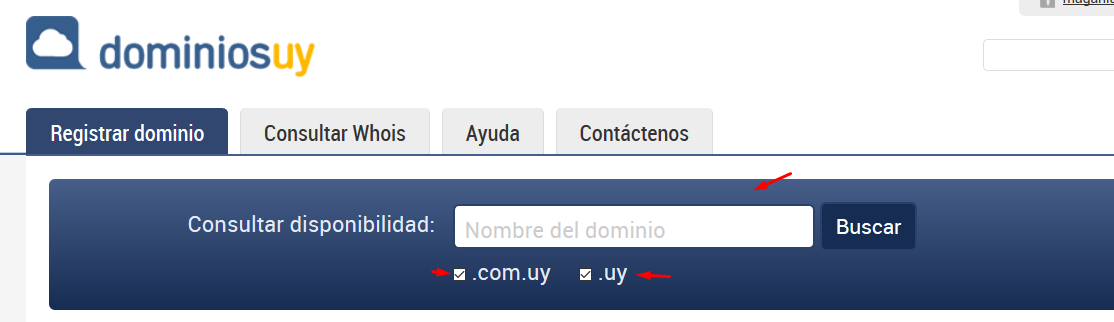 dominiosuy
Registrar dominio
Consultar Whois
Ayuda
Contáctenos
Consultar disponibilidad:
Nombre del dominio
Buscar
.com.uy
.uy